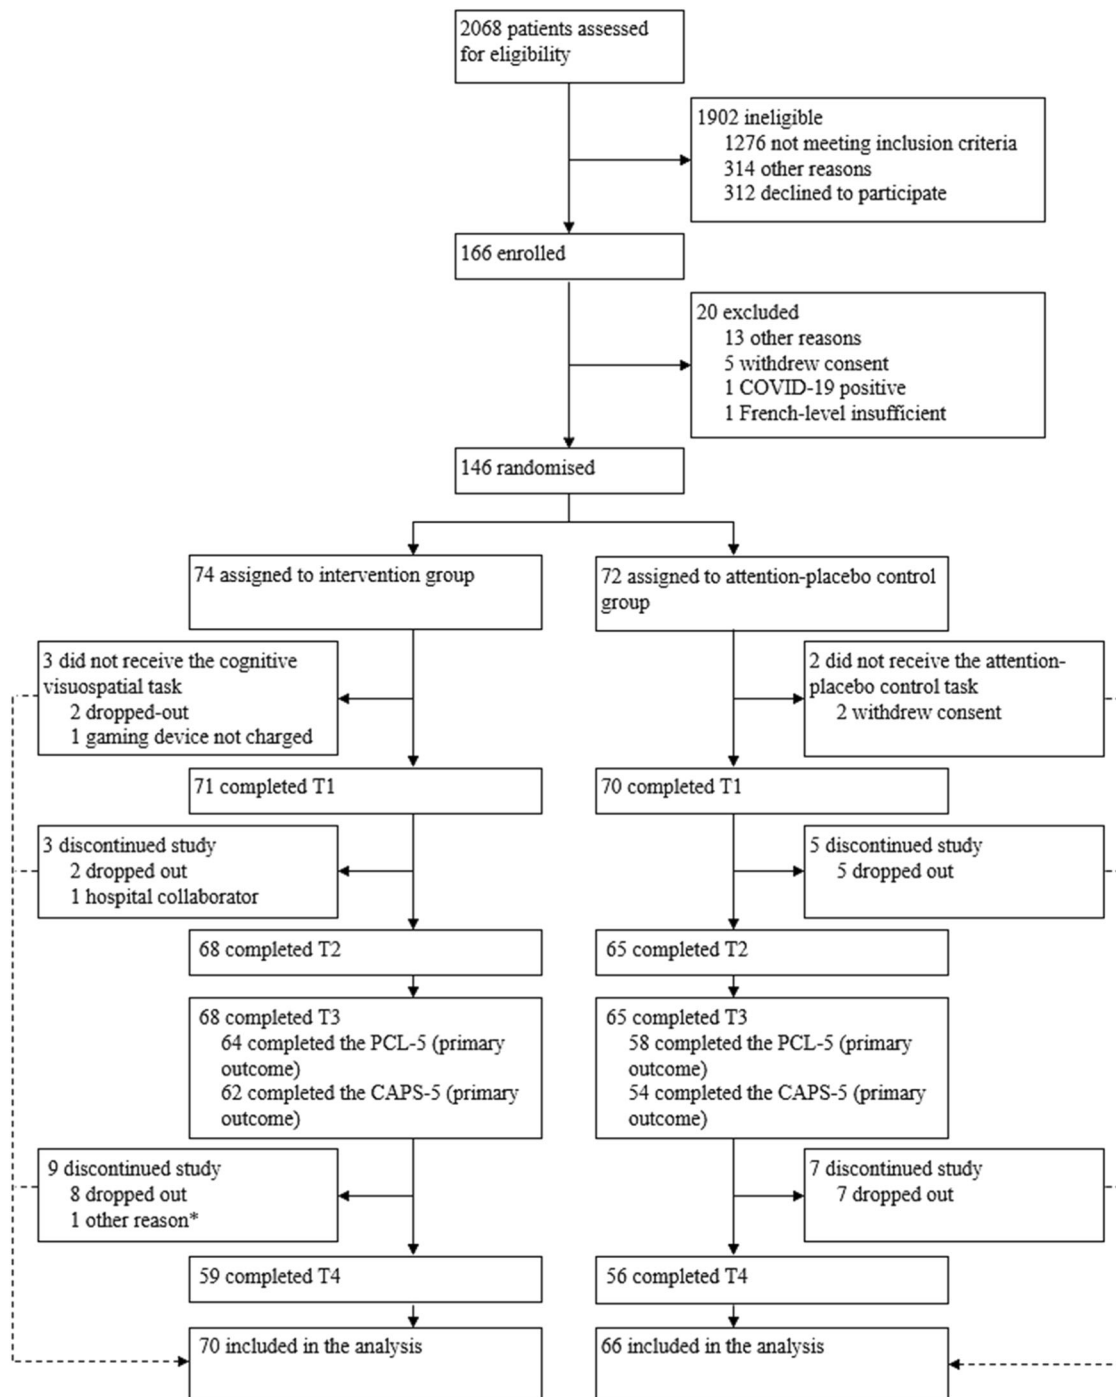 2068 patients assessed
for eligibility
1902 ineligible
1276 not meeting inclusion criteria
314 other reasons
312 declined to participate
166 enrolled
20 excluded
13 other reasons
5 withdrew consent
1 COVID-19 positive
1 French-level insufficient
146 randomised
74 assigned to intervention group
72 assigned to attention-placebo control
group
3 did not receive the cognitive
visuospatial task
2 dropped-out
1 gaming device not charged
2 did not receive the attention-
placebo control task
2 withdrew consent
71 completed T1
70 completed T1
3 discontinued study
2 dropped out
1 hospital collaborator
5 discontinued study
5 dropped out
68 completed T2
65 completed T2
68 completed T3
64 completed the PCL-5 (primary
outcome)
62 completed the CAPS-5 (primary
outcome)
65 completed T3
58 completed the PCL-5 (primary
outcome)
54 completed the CAPS-5 (primary
outcome)
9 discontinued study
8 dropped out
1 other reason*
7 discontinued study
7 dropped out
59 completed T4
56 completed T4
70 included in the analysis
66 included in the analysis